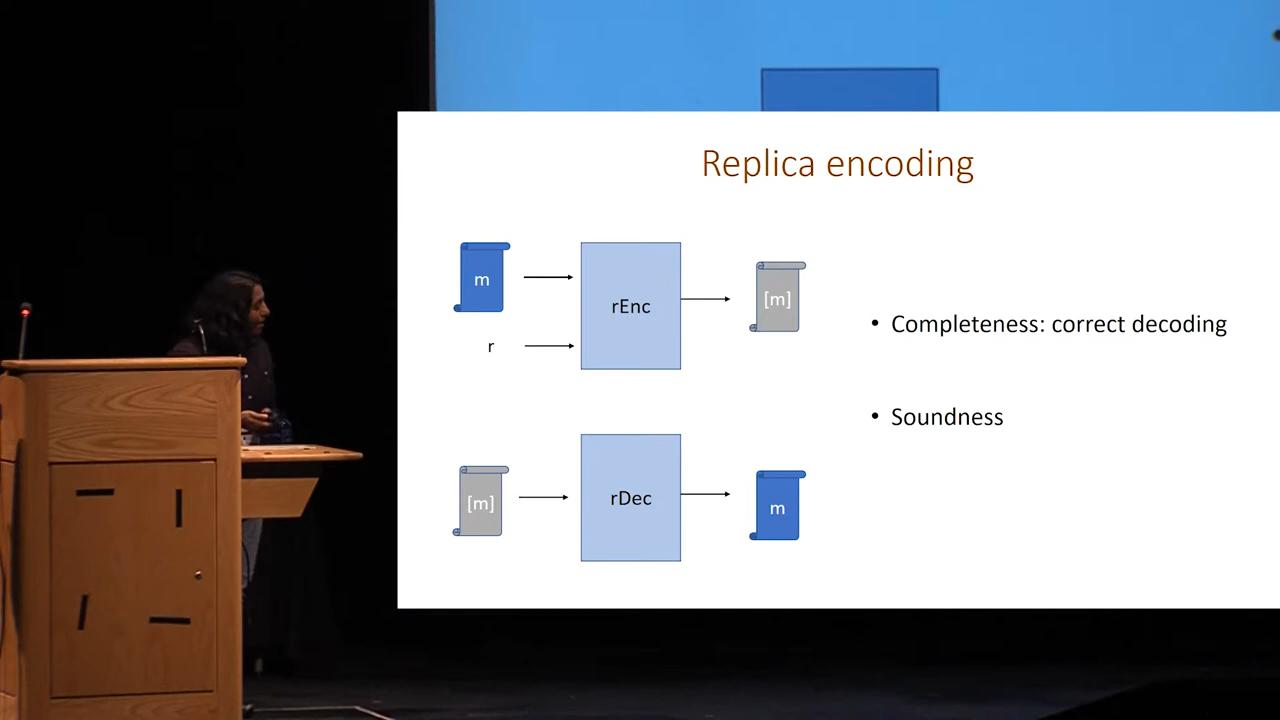 Replica encoding
m
rEnc
[m]
r
• Completeness: correct decoding
• Soundness
[m]
rDec
m